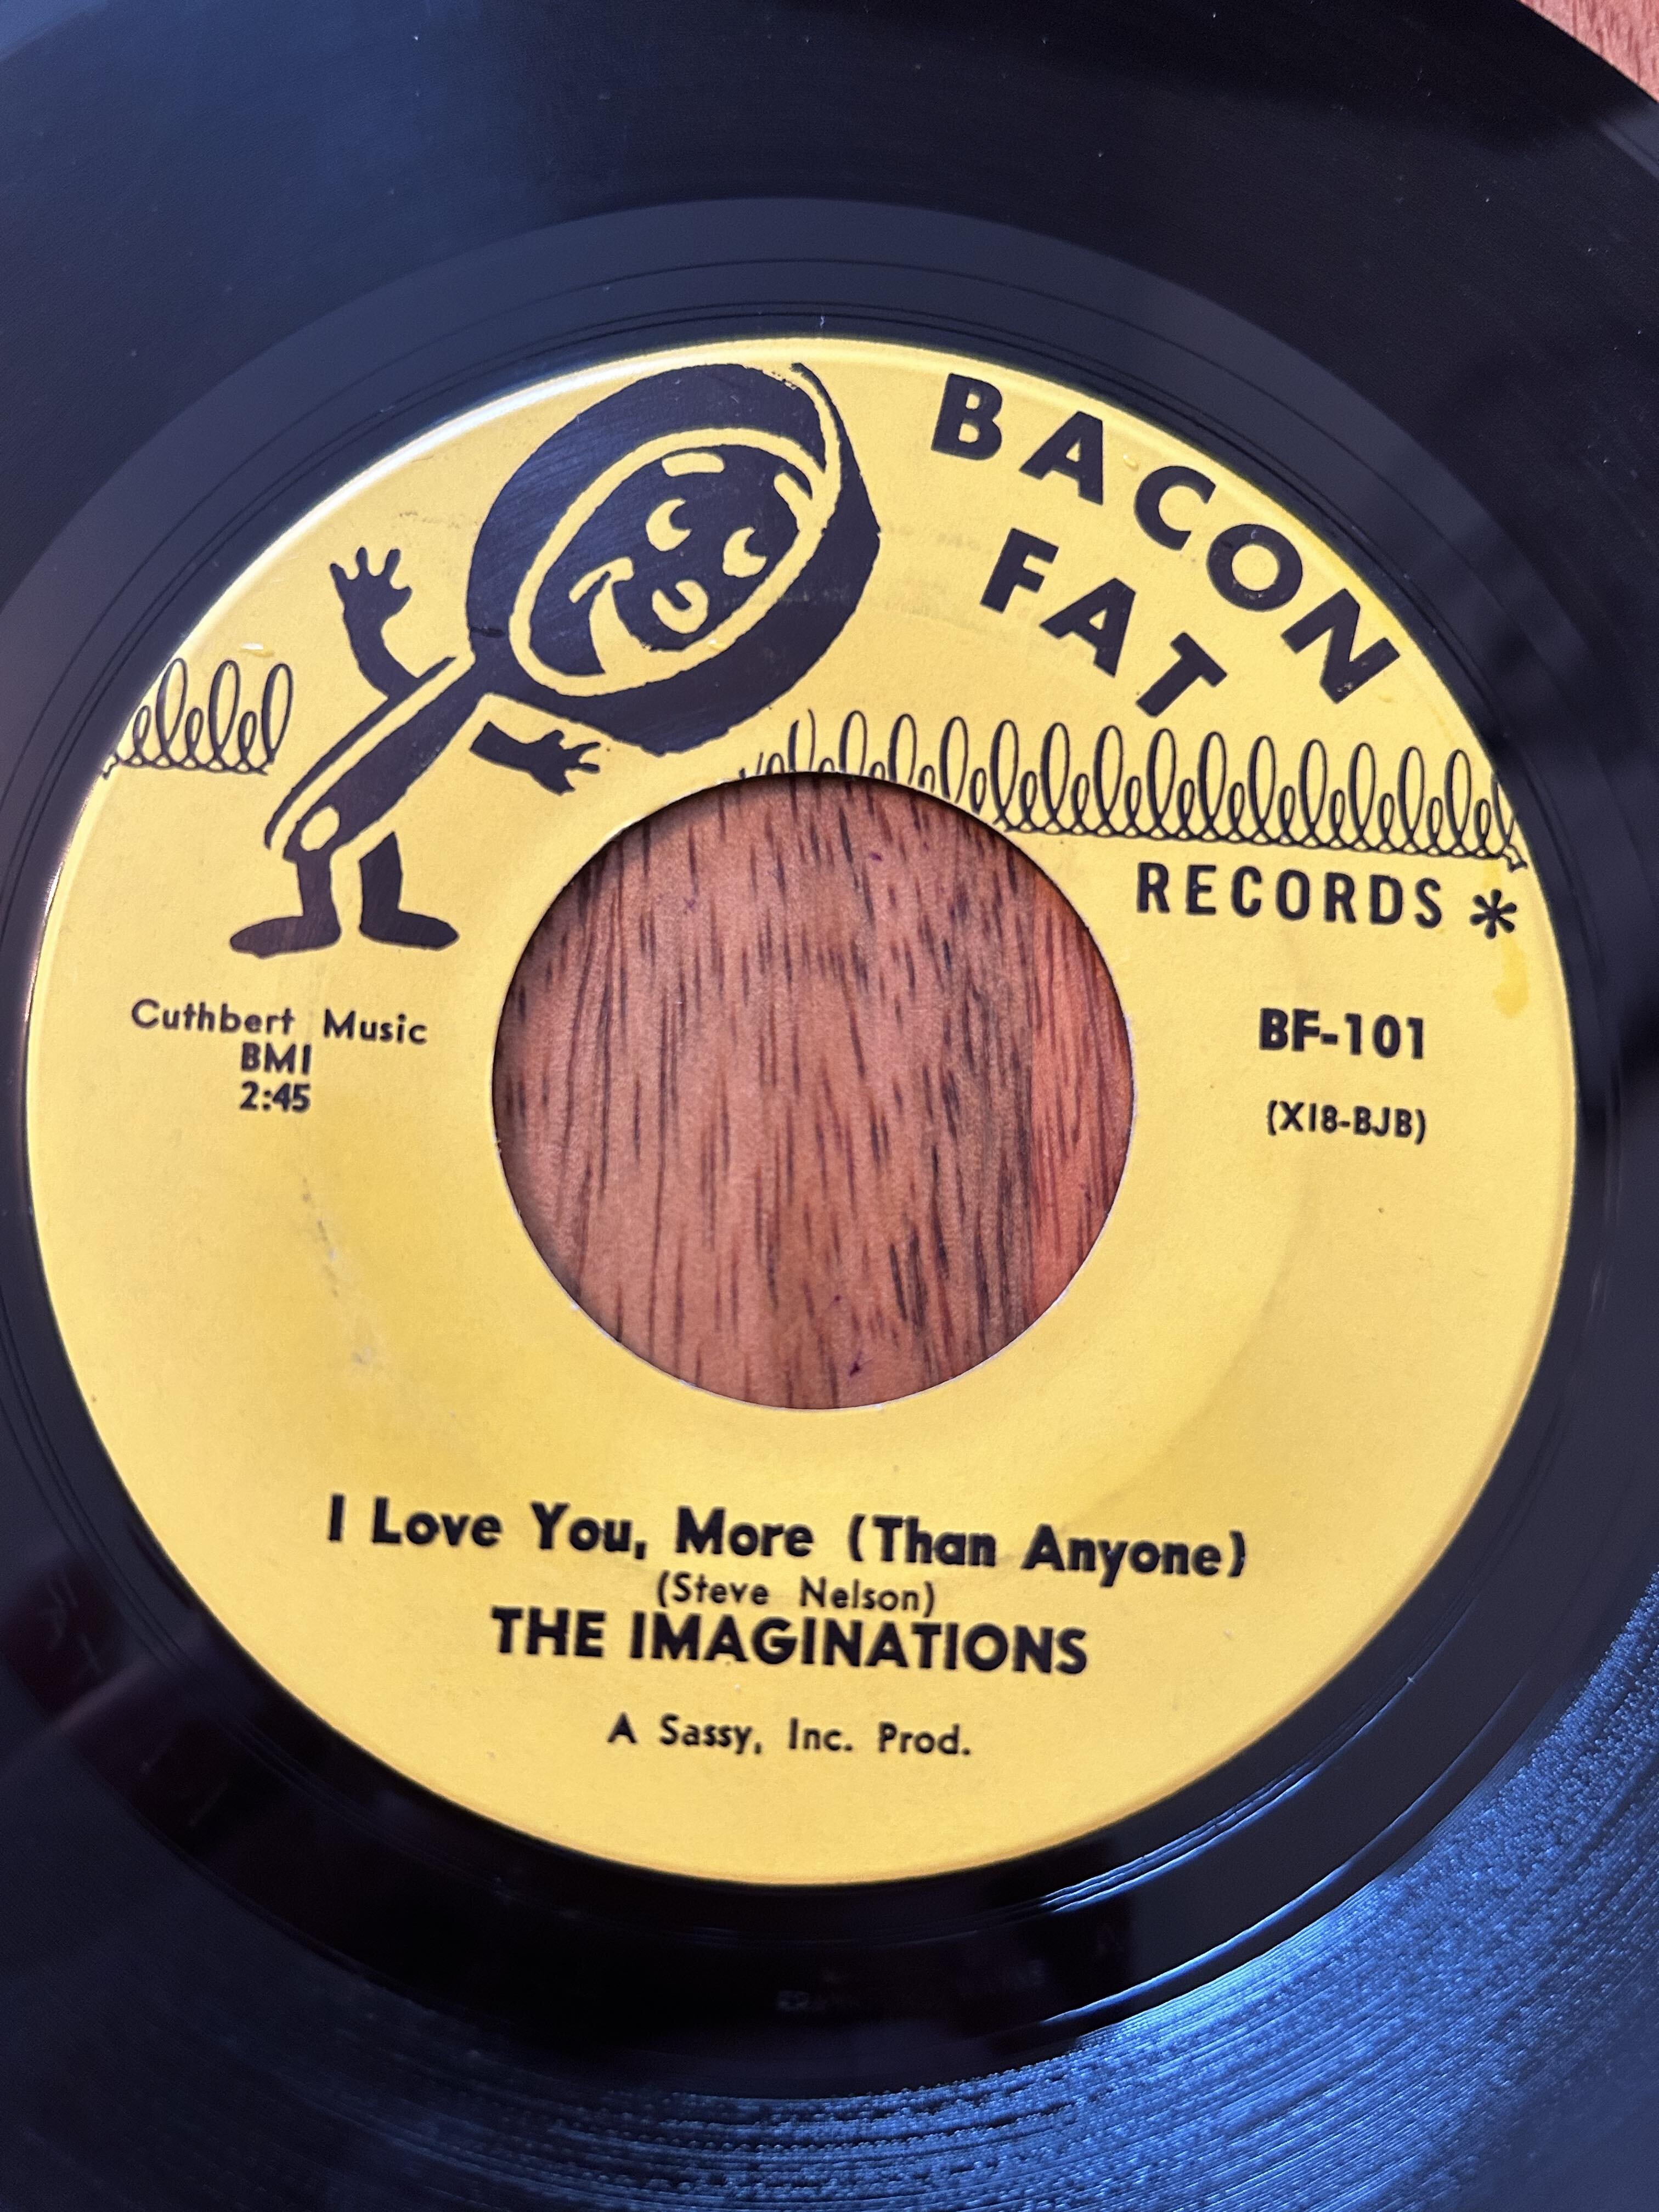 BACON
FAT
RECORDS *
Cuthbert Music
BMI
2:45
BF-101
(X18-BJB)
I Love You, More (Than Anyone)
(Steve Nelson)
THE IMAGINATIONS
A Sassy, Inc. Prod.